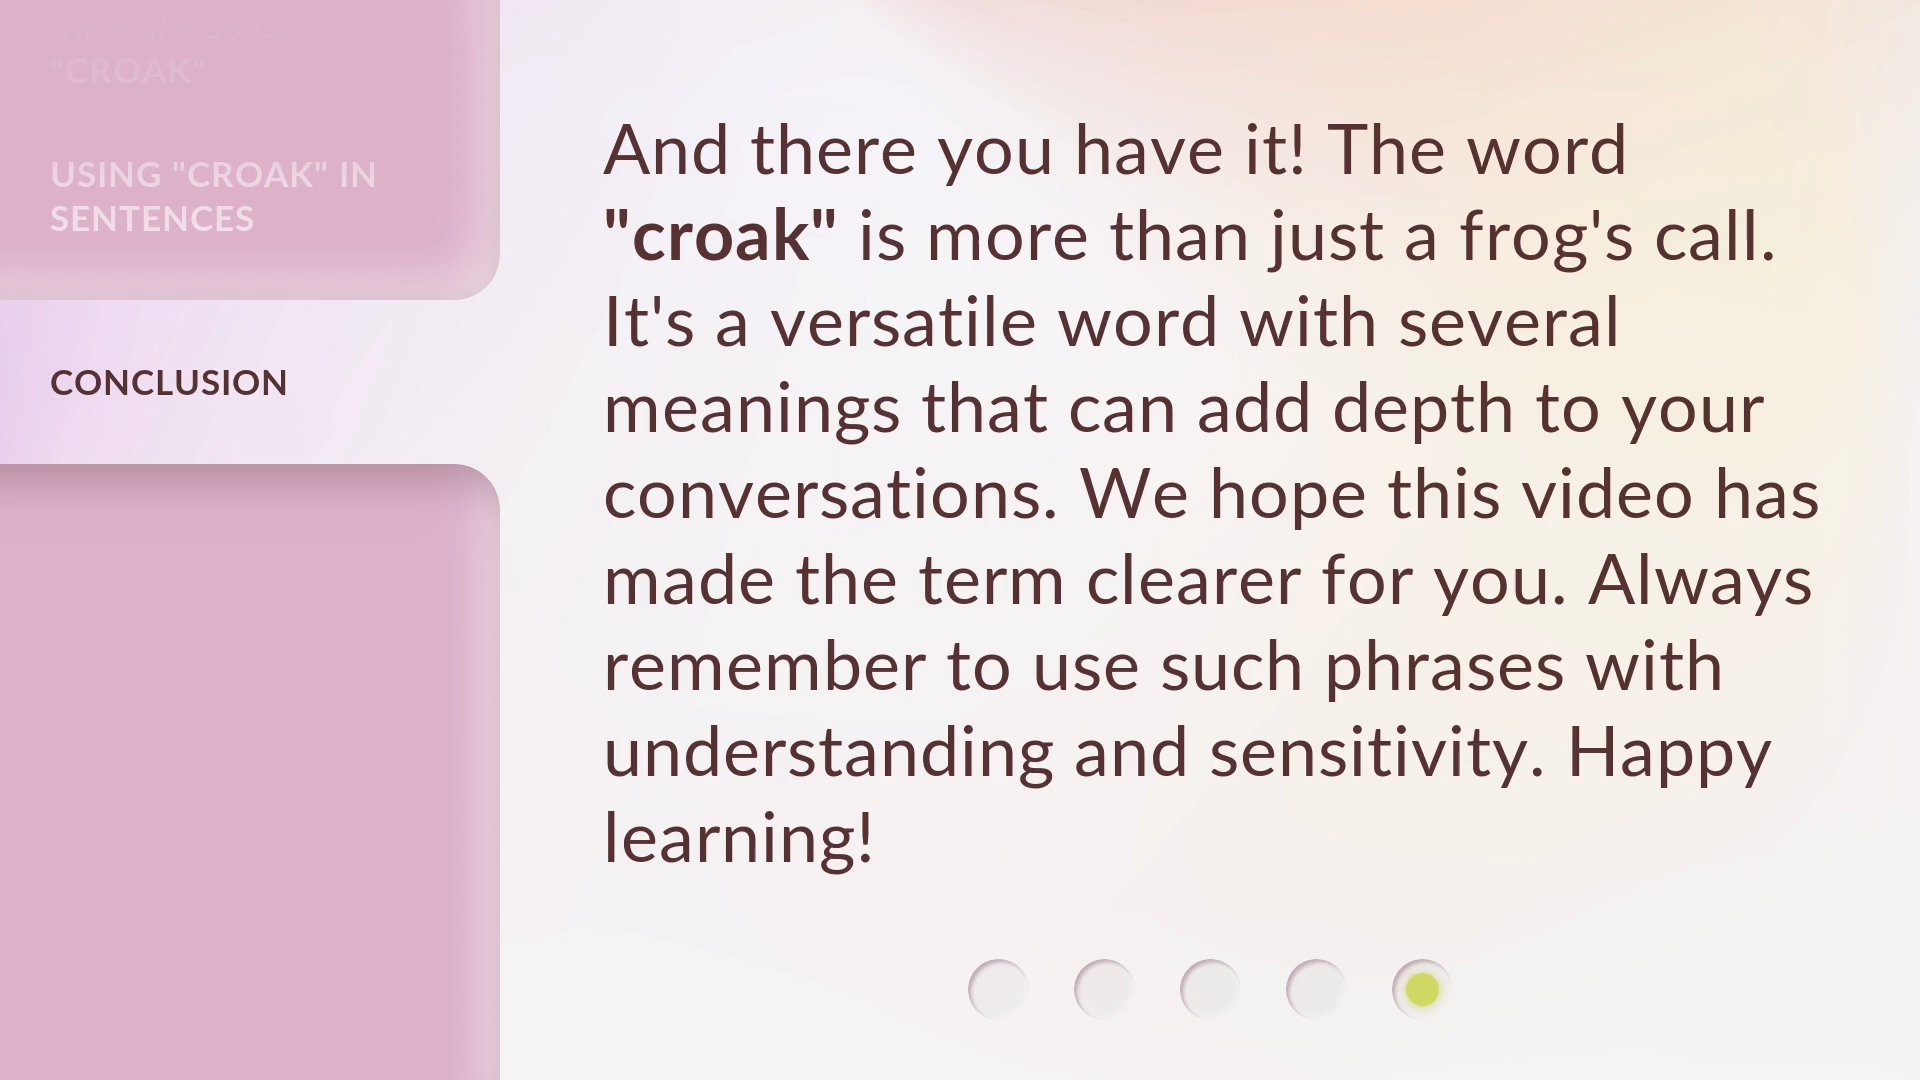 MEANINGS OF
"CROAK"
USING "CROAK" IN
SENTENCES
CONCLUSION
And there you have it! The word
"croak" is more than just a frog's call.
It's a versatile word with several
meanings that can add depth to your
conversations. We hope this video has
made the term clearer for you. Always
remember to use such phrases with
understanding and sensitivity. Happy
learning!